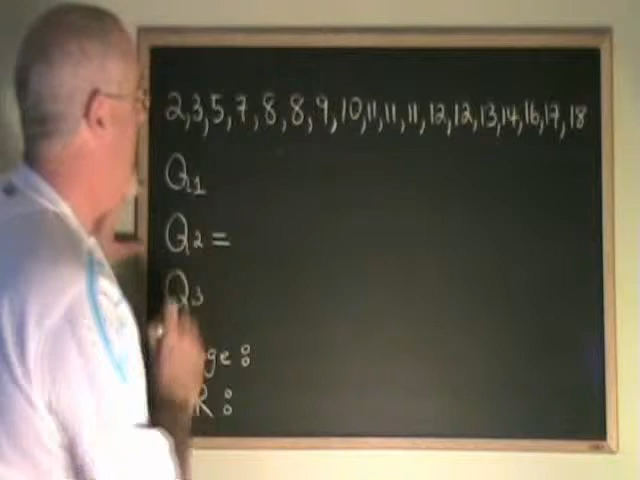 2,3,5,7,8,8,9,10,11,11,11,12,12,13,14,16,17,18
Q1
Q2 =
Q3
ge :
R :